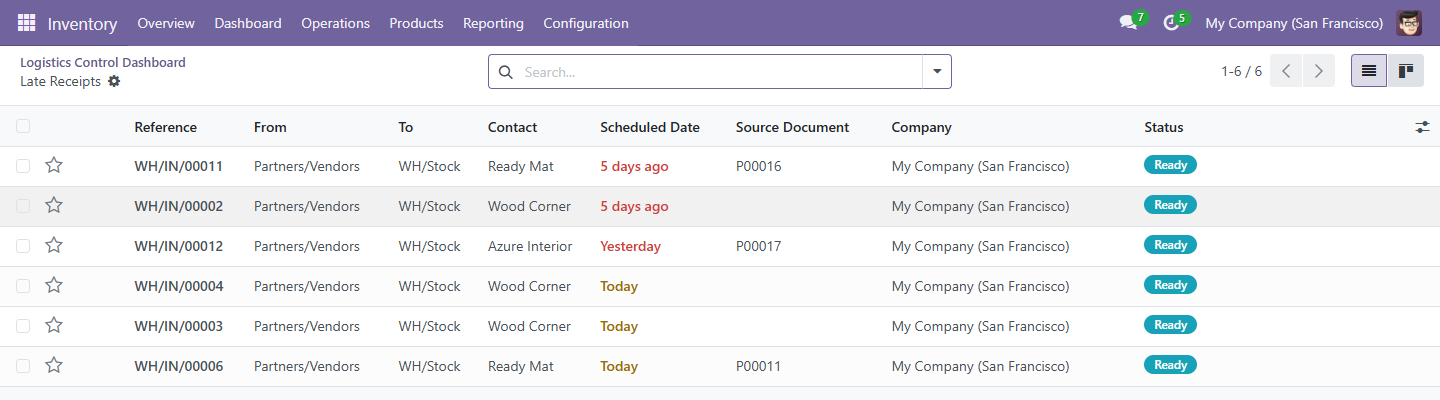 Inventory Overview Dashboard Operations Products Reporting Configuration 7 5 My Company (San Francisco)
Logistics Control Dashboard
Late Receipts
Search...
1-6 / 6
Reference From To Contact Scheduled Date Source Document Company Status
WH/IN/00011 Partners/Vendors WH/Stock Ready Mat 5 days ago P00016 My Company (San Francisco) Ready
WH/IN/00002 Partners/Vendors WH/Stock Wood Corner 5 days ago My Company (San Francisco) Ready
WH/IN/00012 Partners/Vendors WH/Stock Azure Interior Yesterday P00017 My Company (San Francisco) Ready
WH/IN/00004 Partners/Vendors WH/Stock Wood Corner Today My Company (San Francisco) Ready
WH/IN/00003 Partners/Vendors WH/Stock Wood Corner Today My Company (San Francisco) Ready
WH/IN/00006 Partners/Vendors WH/Stock Ready Mat Today P00011 My Company (San Francisco) Ready